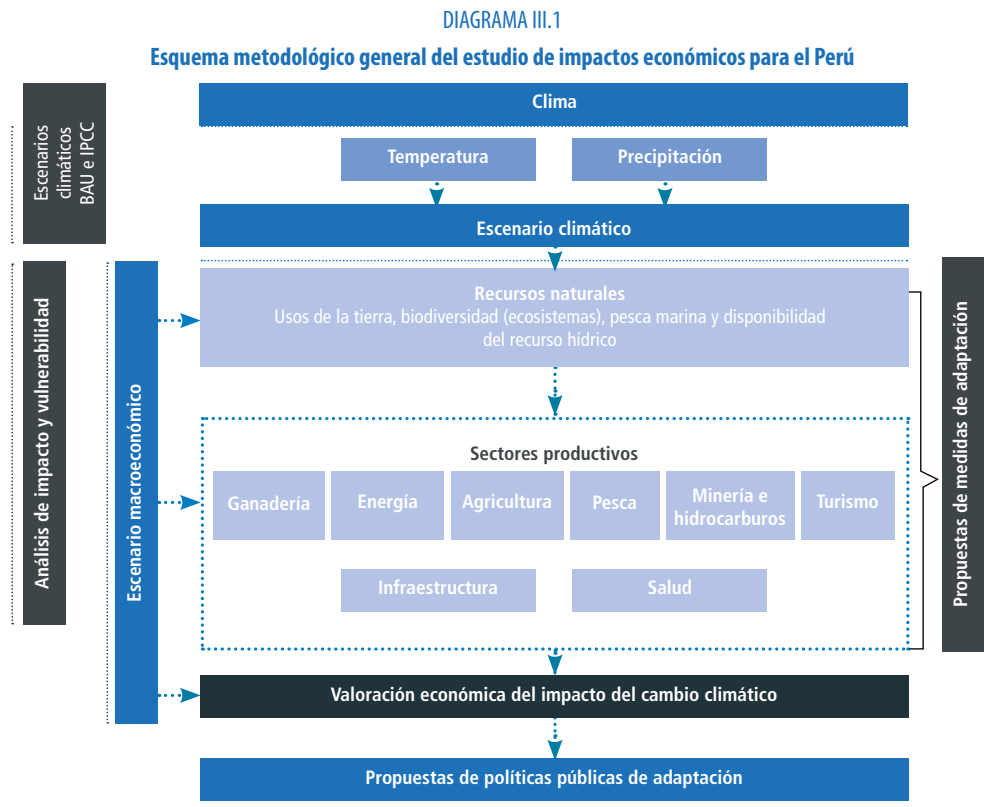 DIAGRAMA III.1
Esquema metodológico general del estudio de impactos económicos para el Perú
Escenarios
climáticos
BAU e IPCC
Clima
Temperatura
Precipitación
Escenario climático
Análisis de impacto y vulnerabilidad
Escenario macroeconómico
Recursos naturales
Usos de la tierra, biodiversidad (ecosistemas), pesca marina y disponibilidad
del recurso hídrico
Sectores productivos
Ganadería
Energía
Agricultura
Pesca
Minería e
hidrocarburos
Turismo
Infraestructura
Salud
Propuestas de medidas de adaptación
Valoración económica del impacto del cambio climático
Propuestas de políticas públicas de adaptación